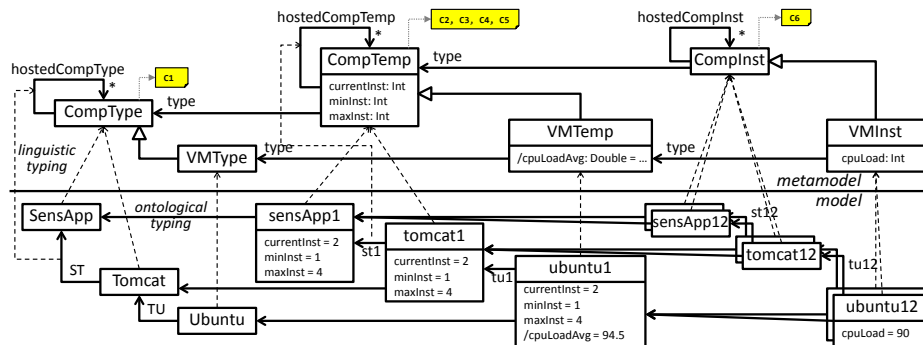 hostedCompTemp
C2, C3, C4, C5
hostedCompInst
C6
*
*
CompTemp
CompInst
type
currentInst: Int
minInst: Int
maxInst: Int
hostedCompType
C1
*
CompType
type
VMTemp
/cpuLoadAvg: Double = ...
VMInst
cpuLoad: Int
linguistic
typing
VMType
type
type
metamodel
model
SensApp
ontological
typing
sensApp1
currentInst = 2
minInst = 1
maxInst = 4
st1
tomcat1
currentInst = 2
minInst = 1
maxInst = 4
sensApp12
st12
tomcat12
ST
Tomcat
tu1
ubuntu1
currentInst = 2
minInst = 1
maxInst = 4
/cpuLoadAvg = 94.5
tu12
ubuntu12
cpuLoad = 90
TU
Ubuntu